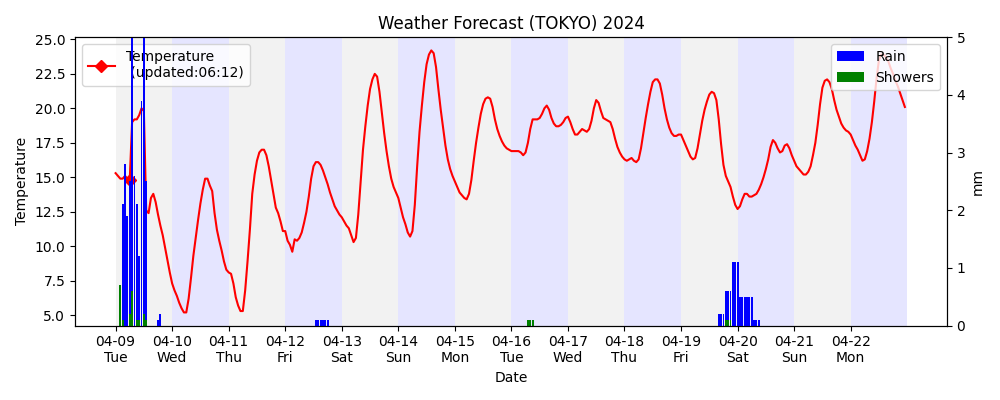 Weather Forecast (TOKYO) 2024
Temperature
(updated:06:12)
Rain
Showers
25.0
22.5
20.0
17.5
15.0
12.5
10.0
7.5
5.0
Temperature
5
4
3
2
1
0
mm
04-09 04-10 04-11 04-12 04-13 04-14 04-15 04-16 04-17 04-18 04-19 04-20 04-21 04-22
Tue Wed Thu Fri Sat Sun Mon Tue Wed Thu Fri Sat Sun Mon
Date